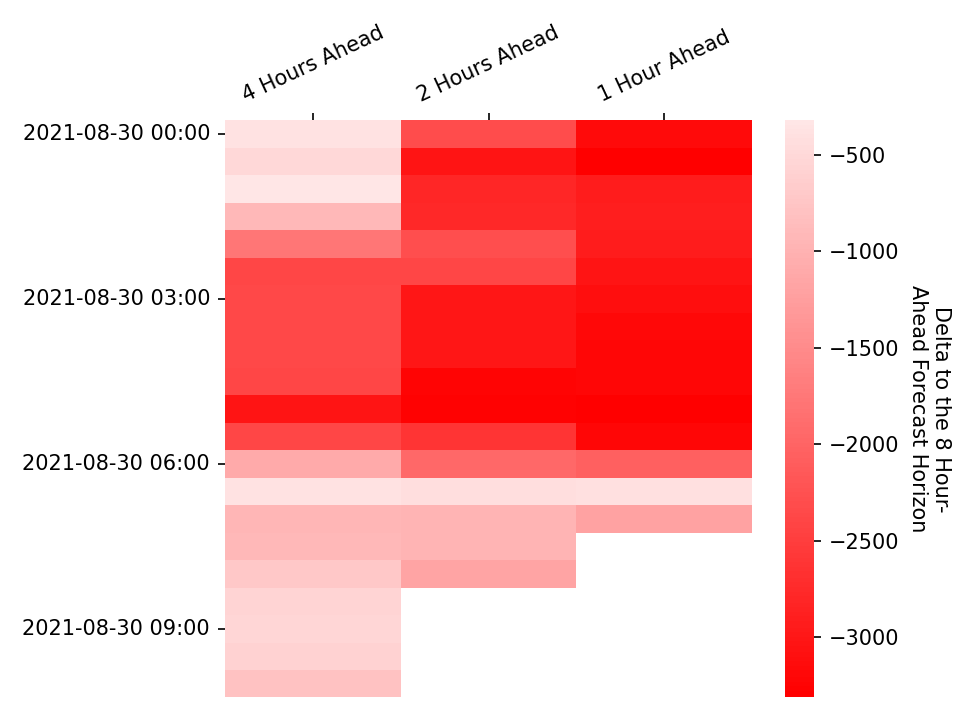 4 Hours Ahead
2 Hours Ahead
1 Hour Ahead
2021-08-30 00:00
2021-08-30 03:00
2021-08-30 06:00
2021-08-30 09:00
−500
−1000
−1500
−2000
−2500
−3000
Delta to the 8 Hour-
Ahead Forecast Horizon